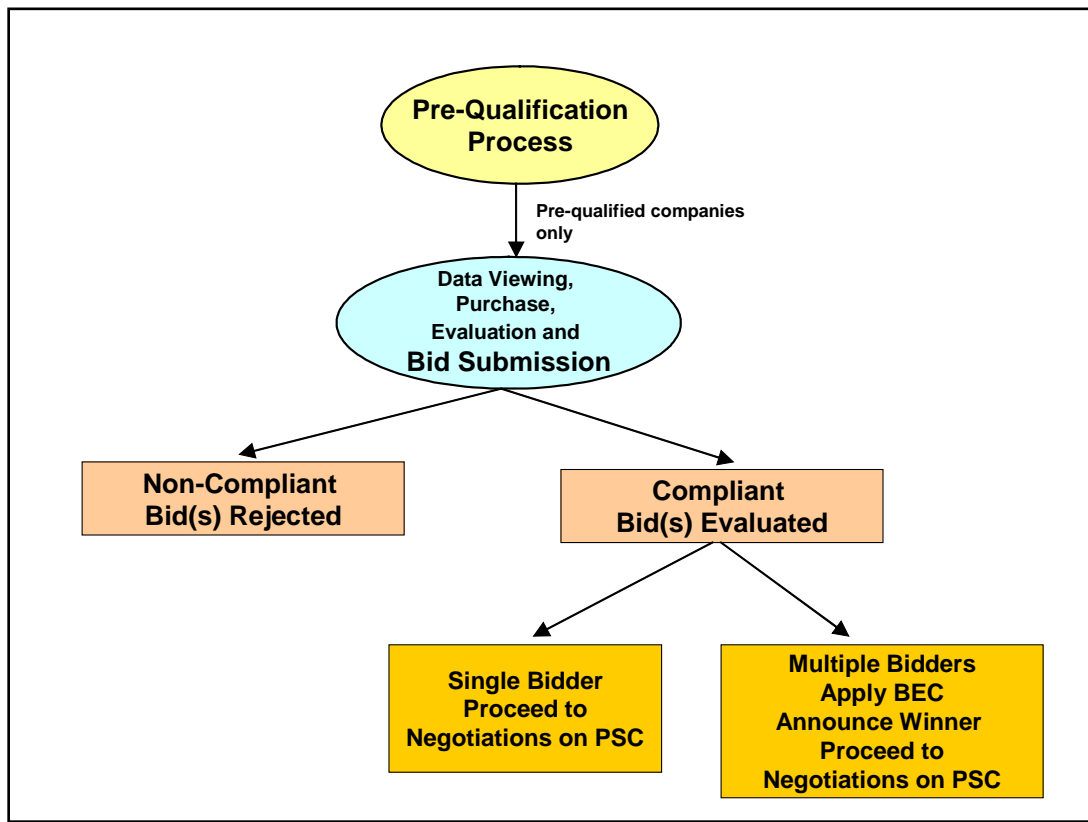 Pre-Qualification
Process
Pre-qualified companies
only
Data Viewing,
Purchase,
Evaluation and
Bid Submission
Non-Compliant
Bid(s) Rejected
Compliant
Bid(s) Evaluated
Single Bidder
Proceed to
Negotiations on PSC
Multiple Bidders
Apply BEC
Announce Winner
Proceed to
Negotiations on PSC